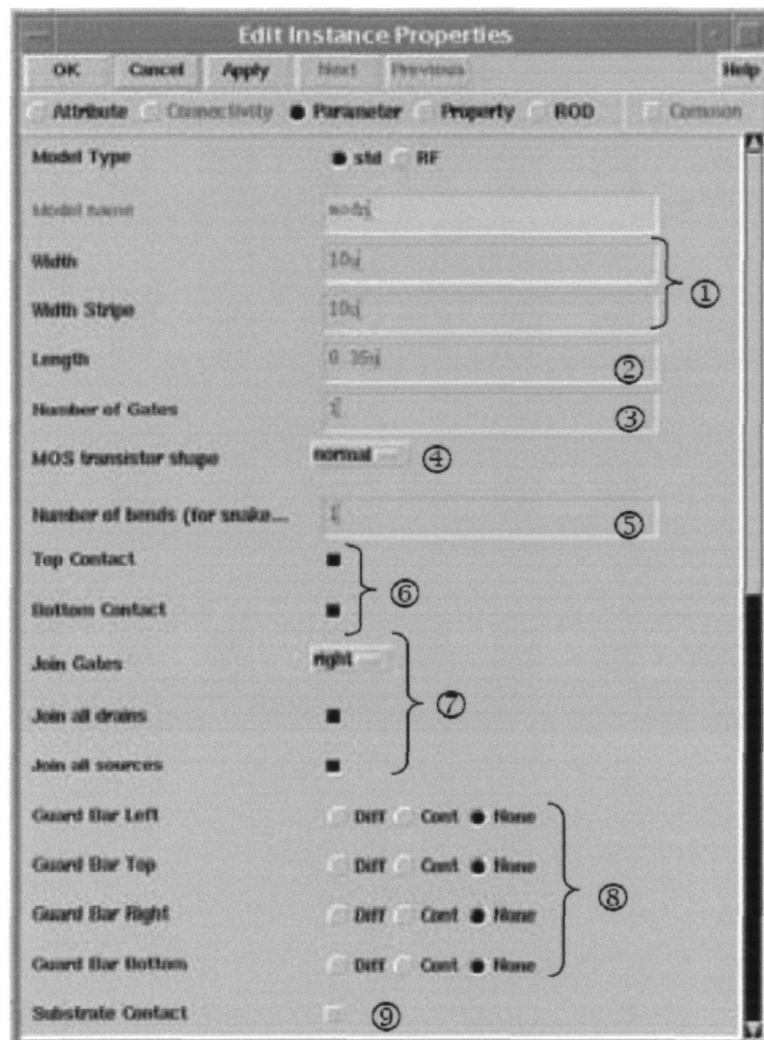 Edit Instance Properties
OK Cancel Apply Next Previous Help
Attribute Connectivity Parameter Property ROD Common
Model Type std RF
Model name modn
Width 10u
①
Width Stripe 10u
Length 0.35u ②
Number of Gates 1 ③
MOS transistor shape normal ④
Number of bends (for snake... 1 ⑤
Top Contact
⑥
Bottom Contact
Join Gates right
Join all drains ⑦
Join all sources
Guard Bar Left Diff Cont None
Guard Bar Top Diff Cont None
⑧
Guard Bar Right Diff Cont None
Guard Bar Bottom Diff Cont None
Substrate Contact ⑨